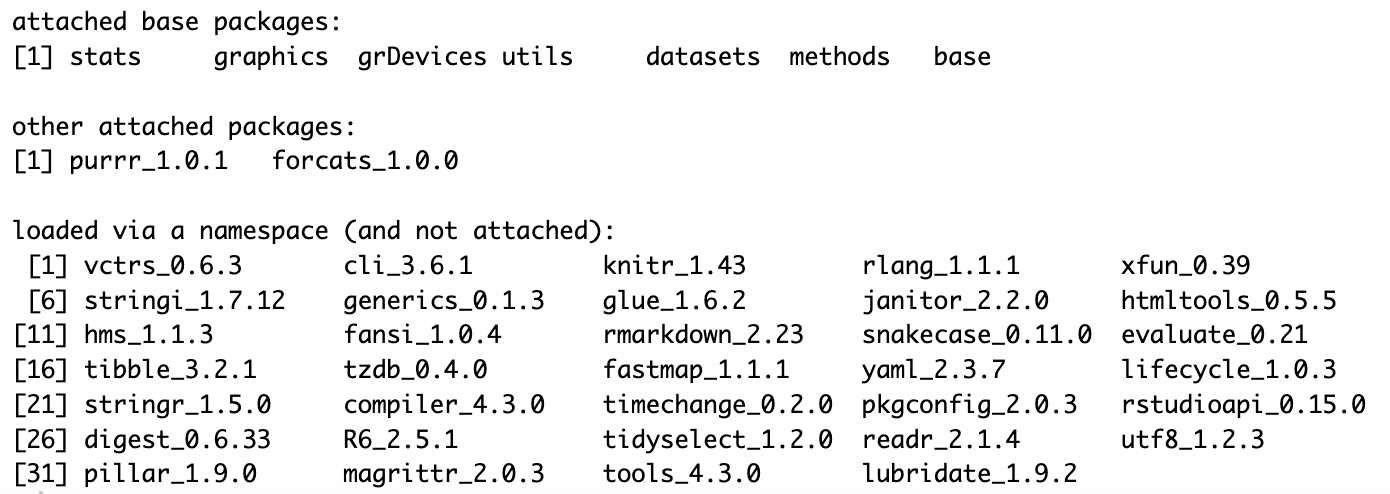 attached base packages:
[1] stats     graphics  grDevices utils     datasets  methods   base

other attached packages:
[1] purrr_1.0.1   forcats_1.0.0

loaded via a namespace (and not attached):
 [1] vctrs_0.6.3       cli_3.6.1         knitr_1.43        rlang_1.1.1       xfun_0.39
 [6] stringi_1.7.12    generics_0.1.3    glue_1.6.2        janitor_2.2.0     htmltools_0.5.5
[11] hms_1.1.3         fansi_1.0.4       rmarkdown_2.23    snakecase_0.11.0  evaluate_0.21
[16] tibble_3.2.1      tzdb_0.4.0        fastmap_1.1.1     yaml_2.3.7        lifecycle_1.0.3
[21] stringr_1.5.0     compiler_4.3.0    timechange_0.2.0  pkgconfig_2.0.3   rstudioapi_0.15.0
[26] digest_0.6.33     R6_2.5.1          tidyselect_1.2.0  readr_2.1.4       utf8_1.2.3
[31] pillar_1.9.0      magrittr_2.0.3    tools_4.3.0       lubridate_1.9.2